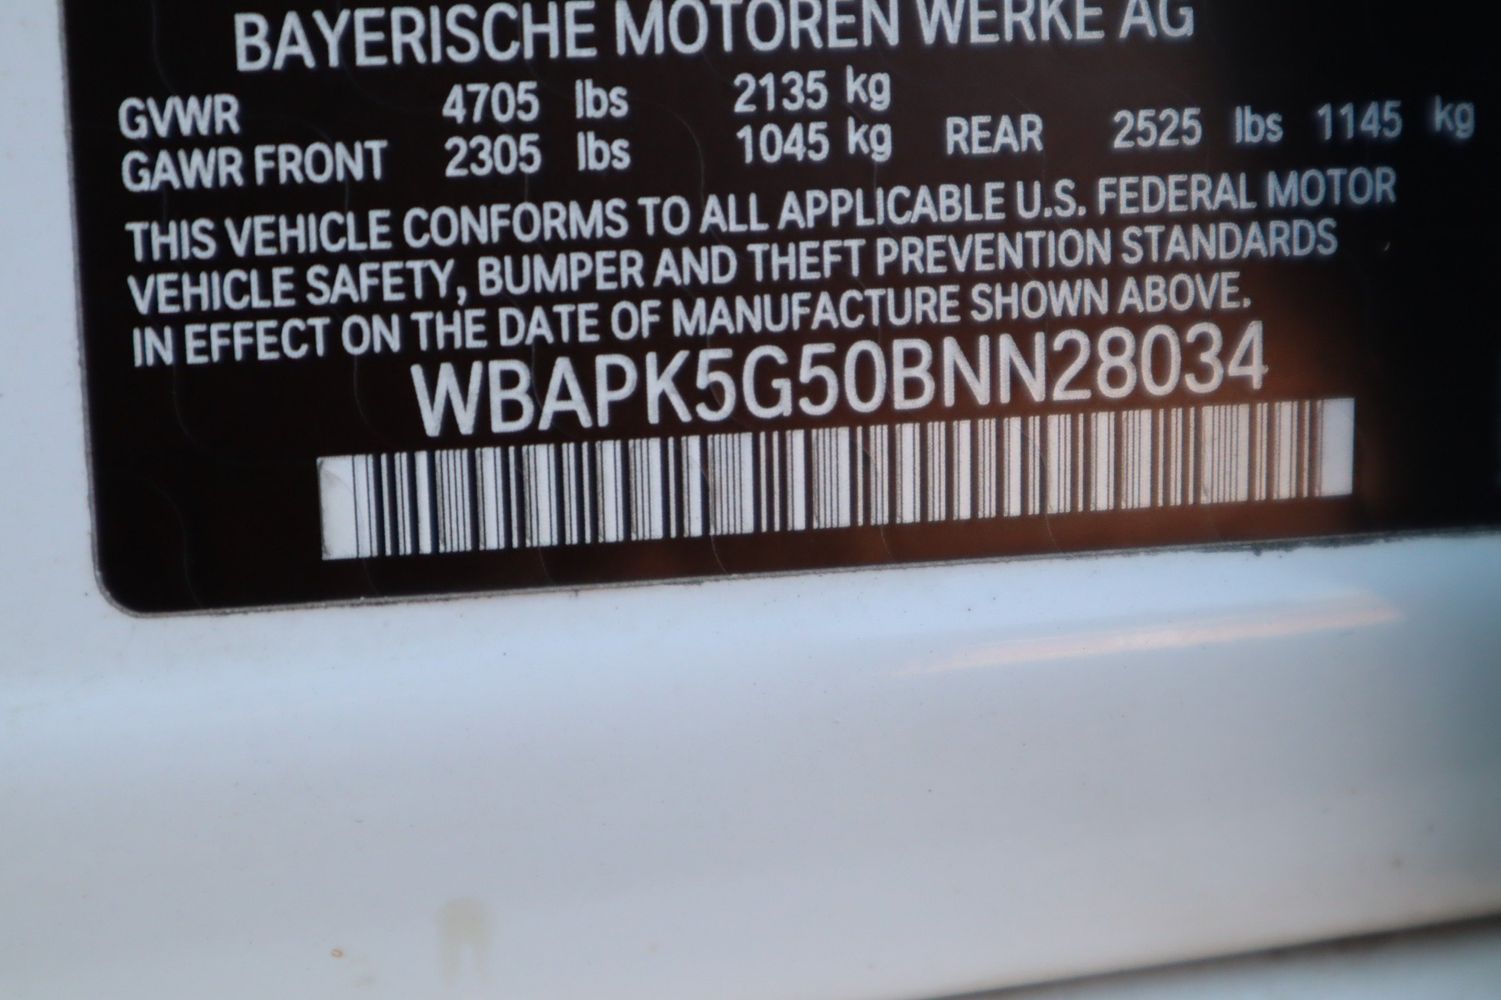 BAYERISCHE MOTOREN WERKE AG
GVWR 4705 lbs 2135 kg
GAWR FRONT 2305 lbs 1045 kg REAR 2525 lbs 1145 kg
THIS VEHICLE CONFORMS TO ALL APPLICABLE U.S. FEDERAL MOTOR
VEHICLE SAFETY, BUMPER AND THEFT PREVENTION STANDARDS
IN EFFECT ON THE DATE OF MANUFACTURE SHOWN ABOVE.
WBAPK5G50BNN28034